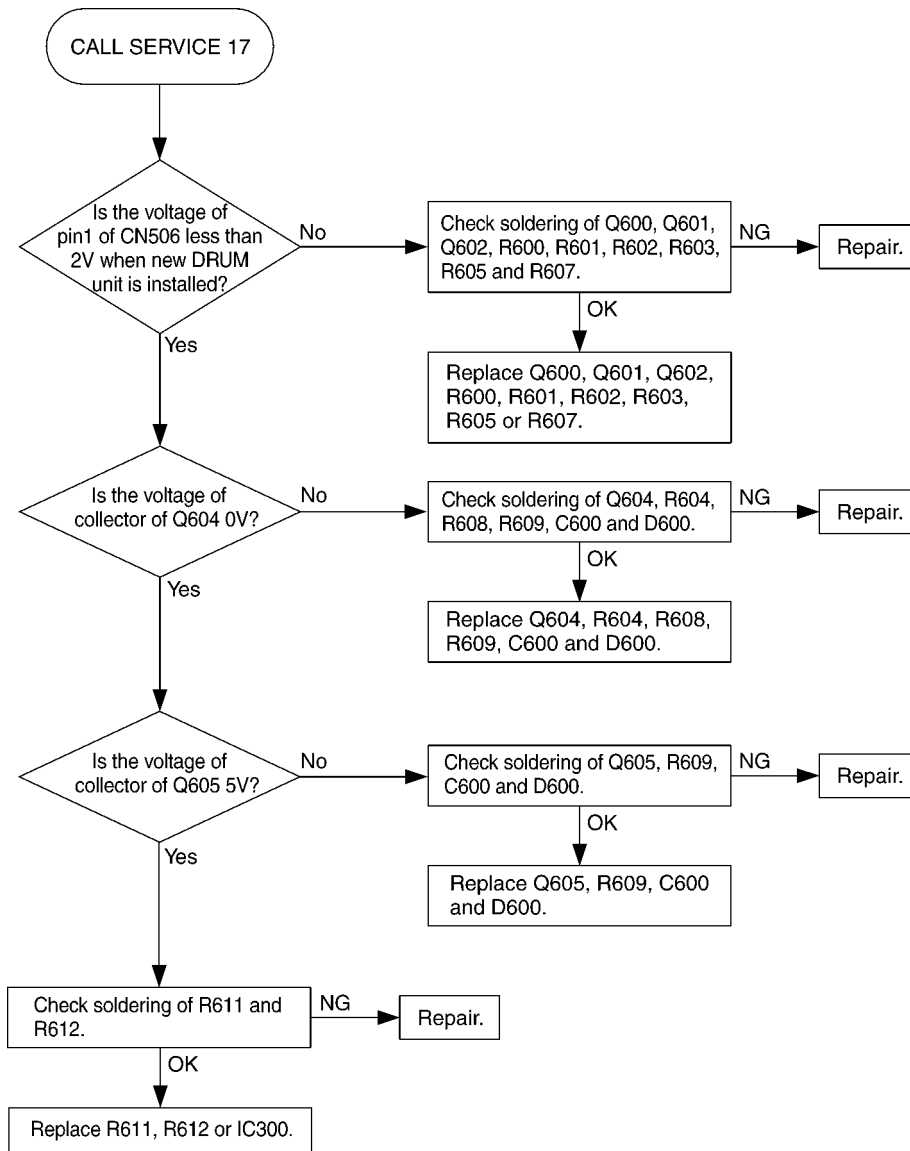 CALL SERVICE 17
Is the voltage of
pin1 of CN506 less than
2V when new DRUM
unit is installed?
No
Check soldering of Q600, Q601,
Q602, R600, R601, R602, R603,
R605 and R607.
NG
Repair.
OK
Replace Q600, Q601, Q602,
R600, R601, R602, R603,
R605 or R607.
Yes
Is the voltage of
collector of Q604 0V?
No
Check soldering of Q604, R604,
R608, R609, C600 and D600.
NG
Repair.
OK
Replace Q604, R604, R608,
R609, C600 and D600.
Yes
Is the voltage of
collector of Q605 5V?
No
Check soldering of Q605, R609,
C600 and D600.
NG
Repair.
OK
Replace Q605, R609, C600
and D600.
Yes
Check soldering of R611 and
R612.
NG
Repair.
OK
Replace R611, R612 or IC300.